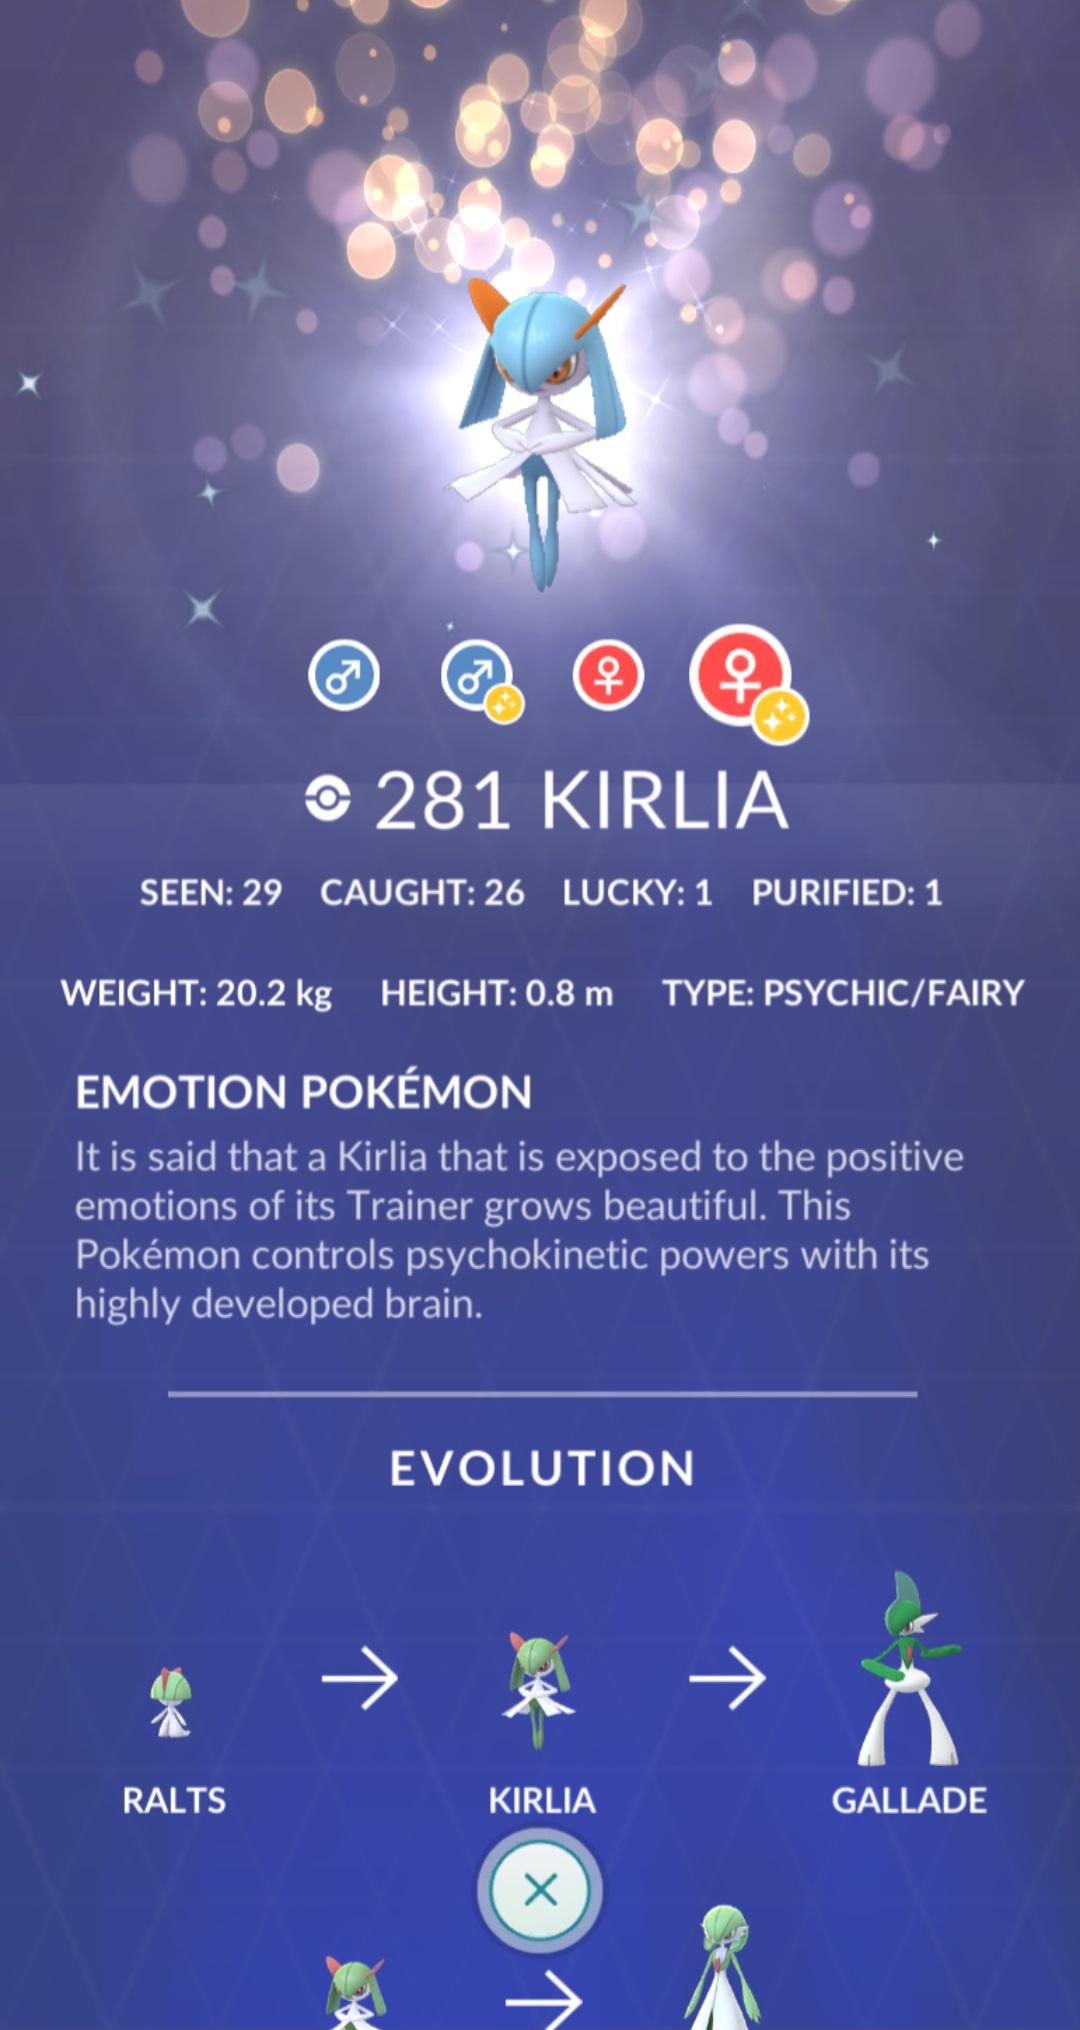 281 KIRLIA
SEEN: 29 CAUGHT: 26 LUCKY: 1 PURIFIED: 1
WEIGHT: 20.2 kg HEIGHT: 0.8 m TYPE: PSYCHIC/FAIRY
EMOTION POKÉMON
It is said that a Kirlia that is exposed to the positive
emotions of its Trainer grows beautiful. This
Pokémon controls psychokinetic powers with its
highly developed brain.
EVOLUTION
RALTS KIRLIA GALLADE